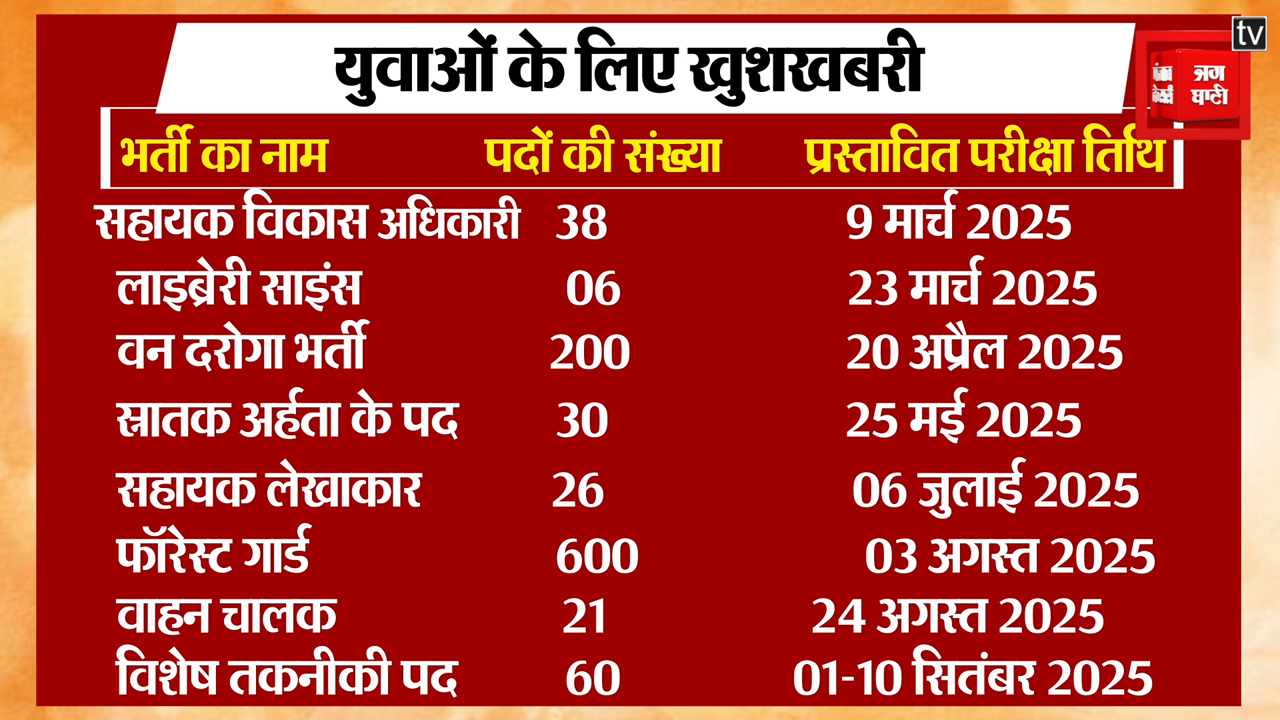 युवाओं के लिए खुशखबरी
tv
पंजाब केसरी
जग बाणी
भर्ती का नाम पदों की संख्या प्रस्तावित परीक्षा तिथि
सहायक विकास अधिकारी 38 9 मार्च 2025
लाइब्रेरी साइंस 06 23 मार्च 2025
वन दरोगा भर्ती 200 20 अप्रैल 2025
स्नातक अर्हता के पद 30 25 मई 2025
सहायक लेखाकार 26 06 जुलाई 2025
फॉरेस्ट गार्ड 600 03 अगस्त 2025
वाहन चालक 21 24 अगस्त 2025
विशेष तकनीकी पद 60 01-10 सितंबर 2025